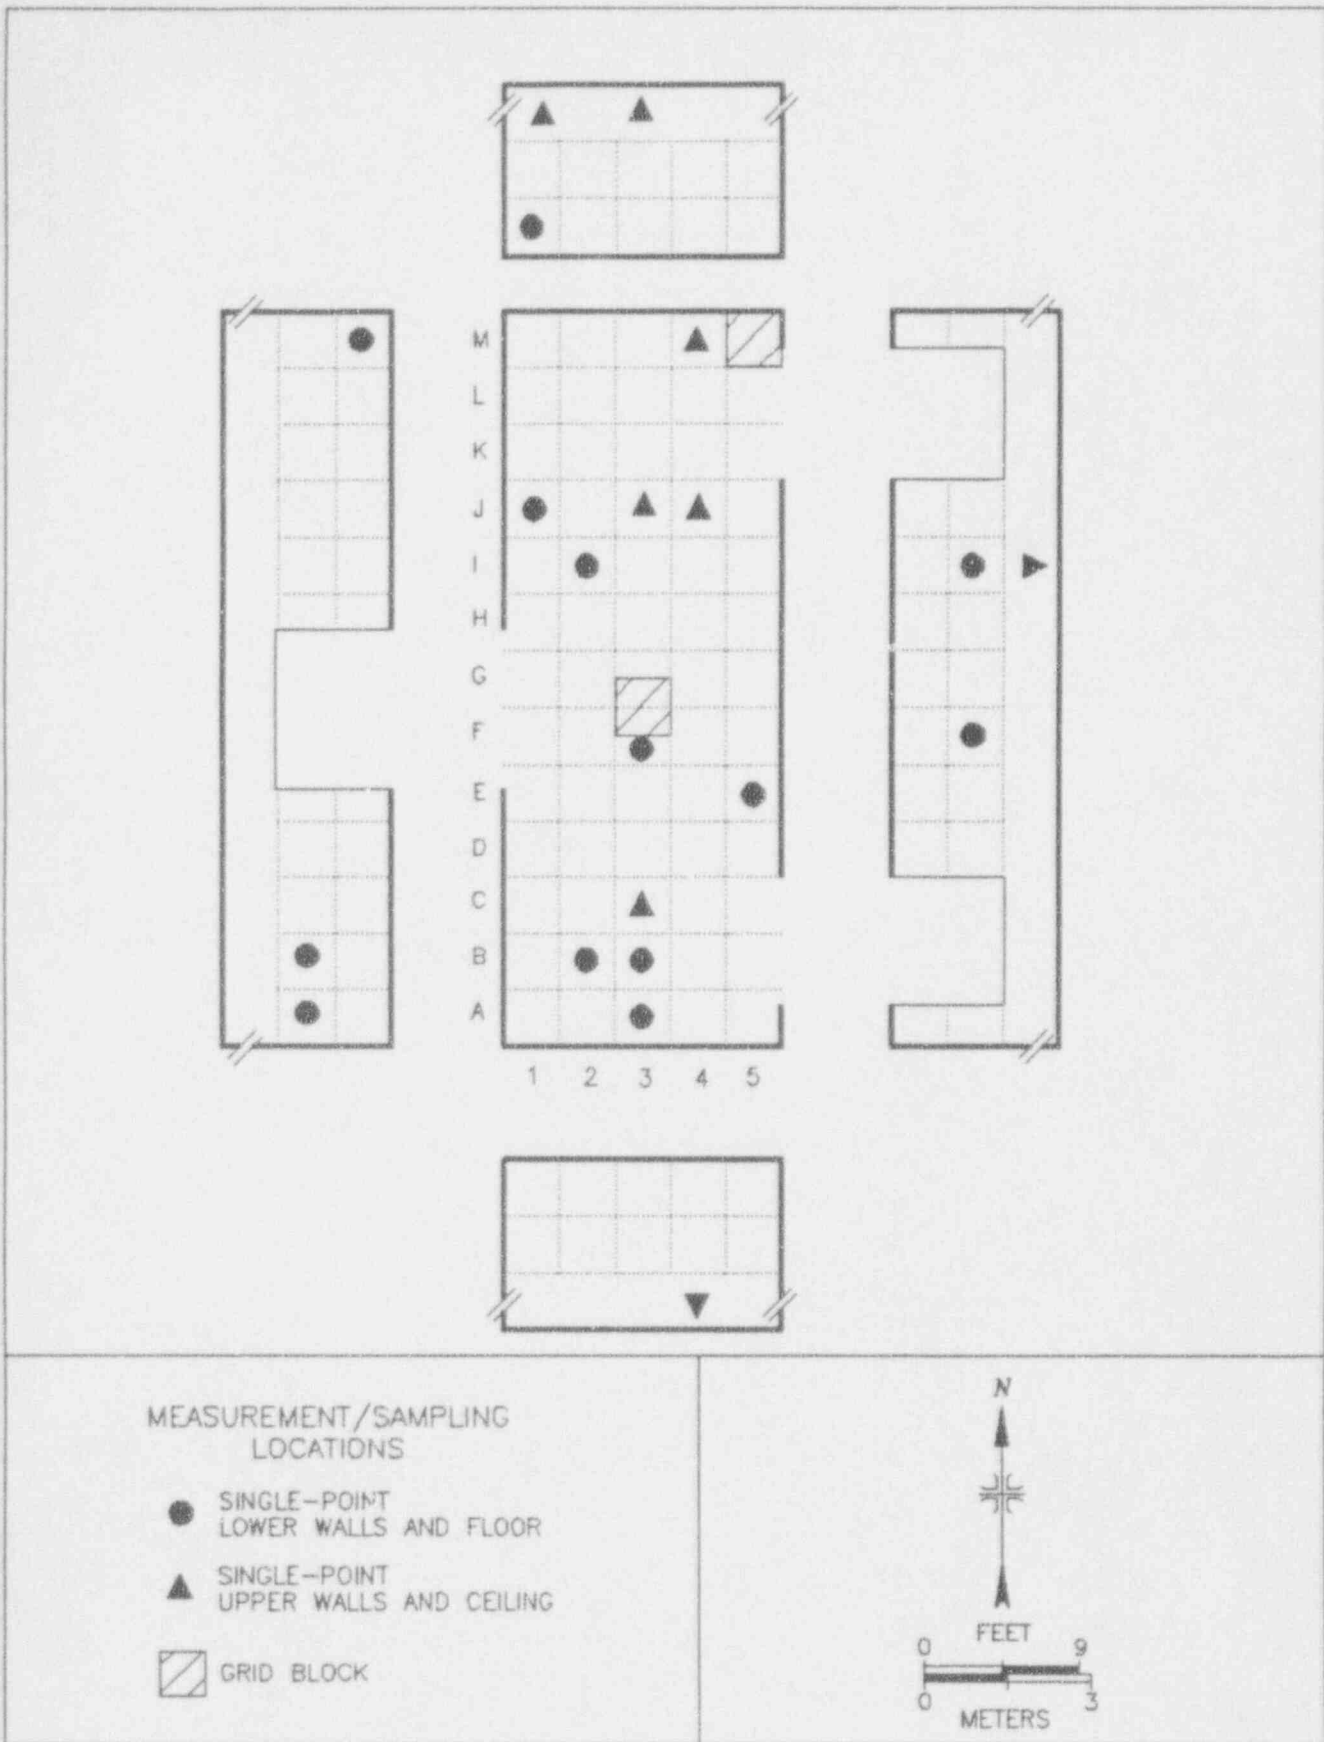 M
L
K
J
I
H
G
F
E
D
C
B
A
1 2 3 4 5
MEASUREMENT/SAMPLING
LOCATIONS
SINGLE-POINT
LOWER WALLS AND FLOOR
SINGLE-POINT
UPPER WALLS AND CEILING
GRID BLOCK
N
FEET
0 9
0 3
METERS